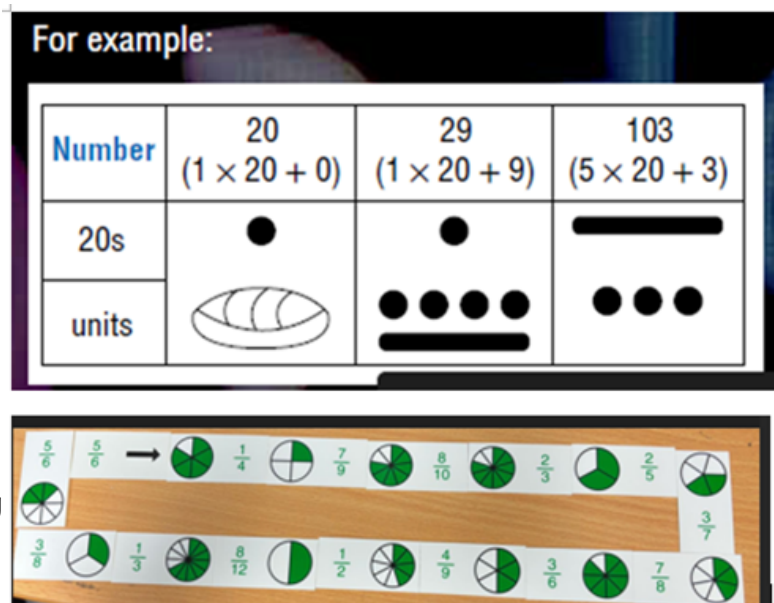 For example:
Number 20 29 103
(1 × 20 + 0) (1 × 20 + 9) (5 × 20 + 3)
20s
units
5/6 5/6 → 1/4 7/9 8/10 2/3 2/5
3/7
3/8 1/3 8/12 1/2 4/9 3/6 7/8